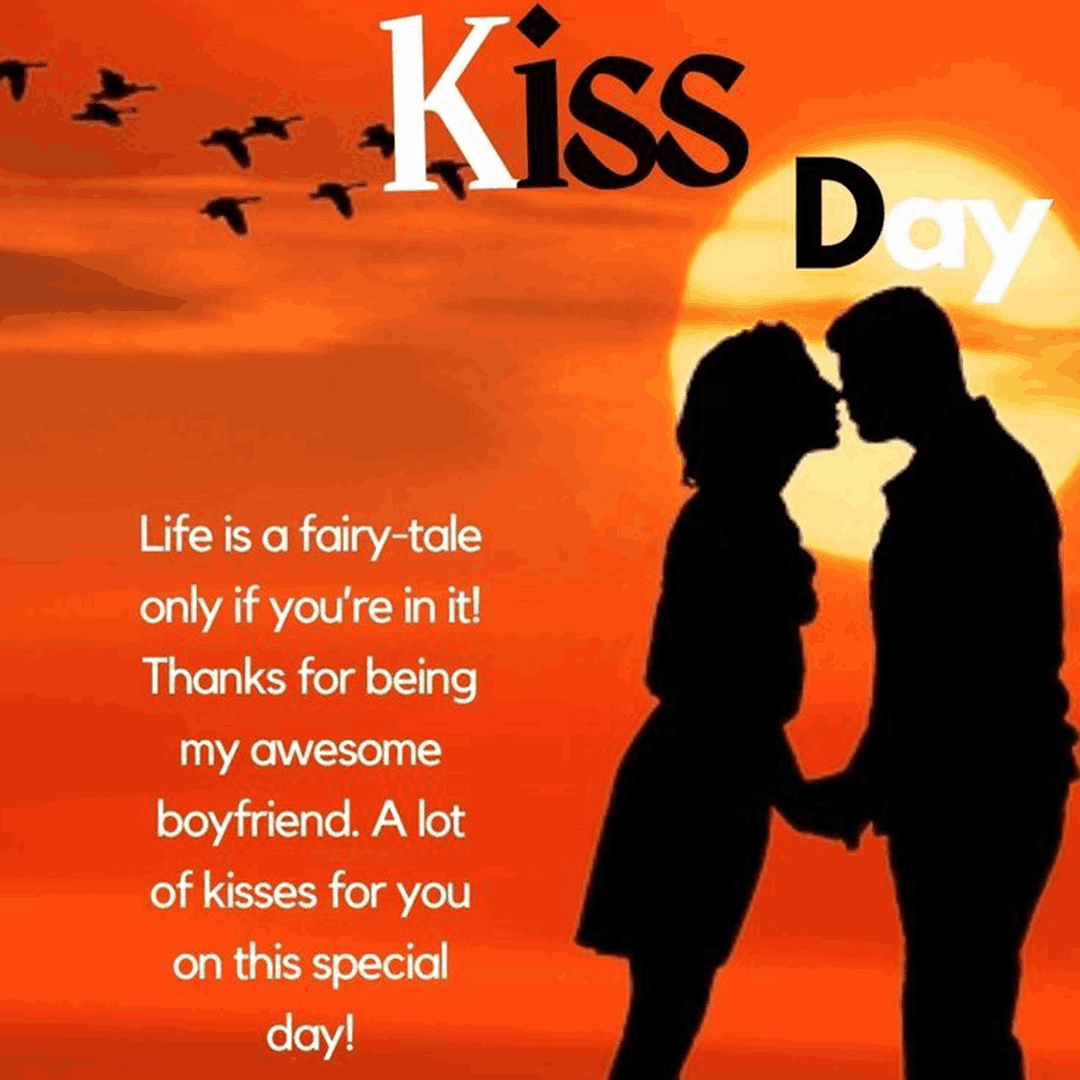 Kiss
Day
Life is a fairy-tale
only if you're in it!
Thanks for being
my awesome
boyfriend. A lot
of kisses for you
on this special
day!